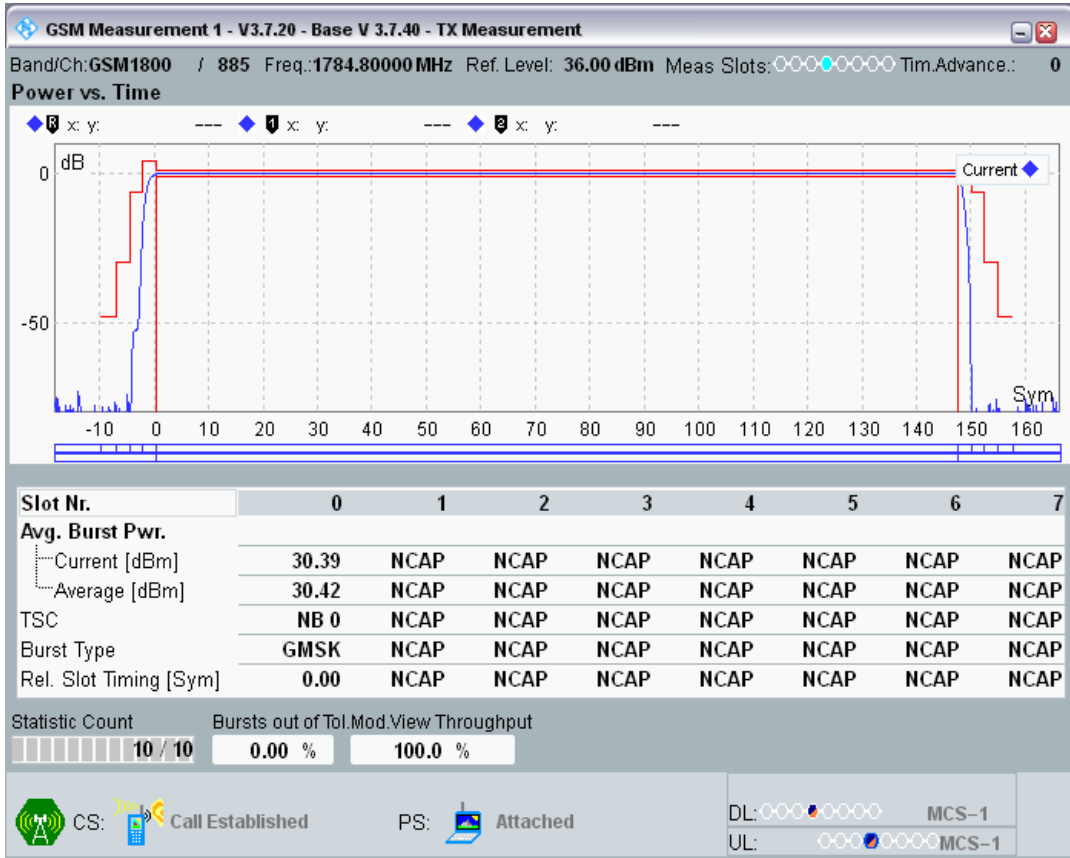 GSM Measurement 1 - V3.7.20 - Base V 3.7.40 - TX Measurement
Band/Ch:GSM1800 / 885 Freq.:1784.80000 MHz Ref. Level: 36.00 dBm Meas Slots: Tim.Advance.: 0
Power vs. Time
R x: y: --- 1 x: y: --- 2 x: y: ---
dB
Current
0
-50
Sym
-10 0 10 20 30 40 50 60 70 80 90 100 110 120 130 140 150 160
Slot Nr. 0 1 2 3 4 5 6 7
Avg. Burst Pwr.
Current [dBm] 30.39 NCAP NCAP NCAP NCAP NCAP NCAP NCAP
Average [dBm] 30.42 NCAP NCAP NCAP NCAP NCAP NCAP NCAP
TSC NB 0 NCAP NCAP NCAP NCAP NCAP NCAP NCAP
Burst Type GMSK NCAP NCAP NCAP NCAP NCAP NCAP NCAP
Rel. Slot Timing [Sym] 0.00 NCAP NCAP NCAP NCAP NCAP NCAP NCAP
Statistic Count Bursts out of Tol.Mod.View Throughput
10 / 10 0.00 % 100.0 %
CS: Call Established PS: Attached
DL: MCS-1
UL: MCS-1